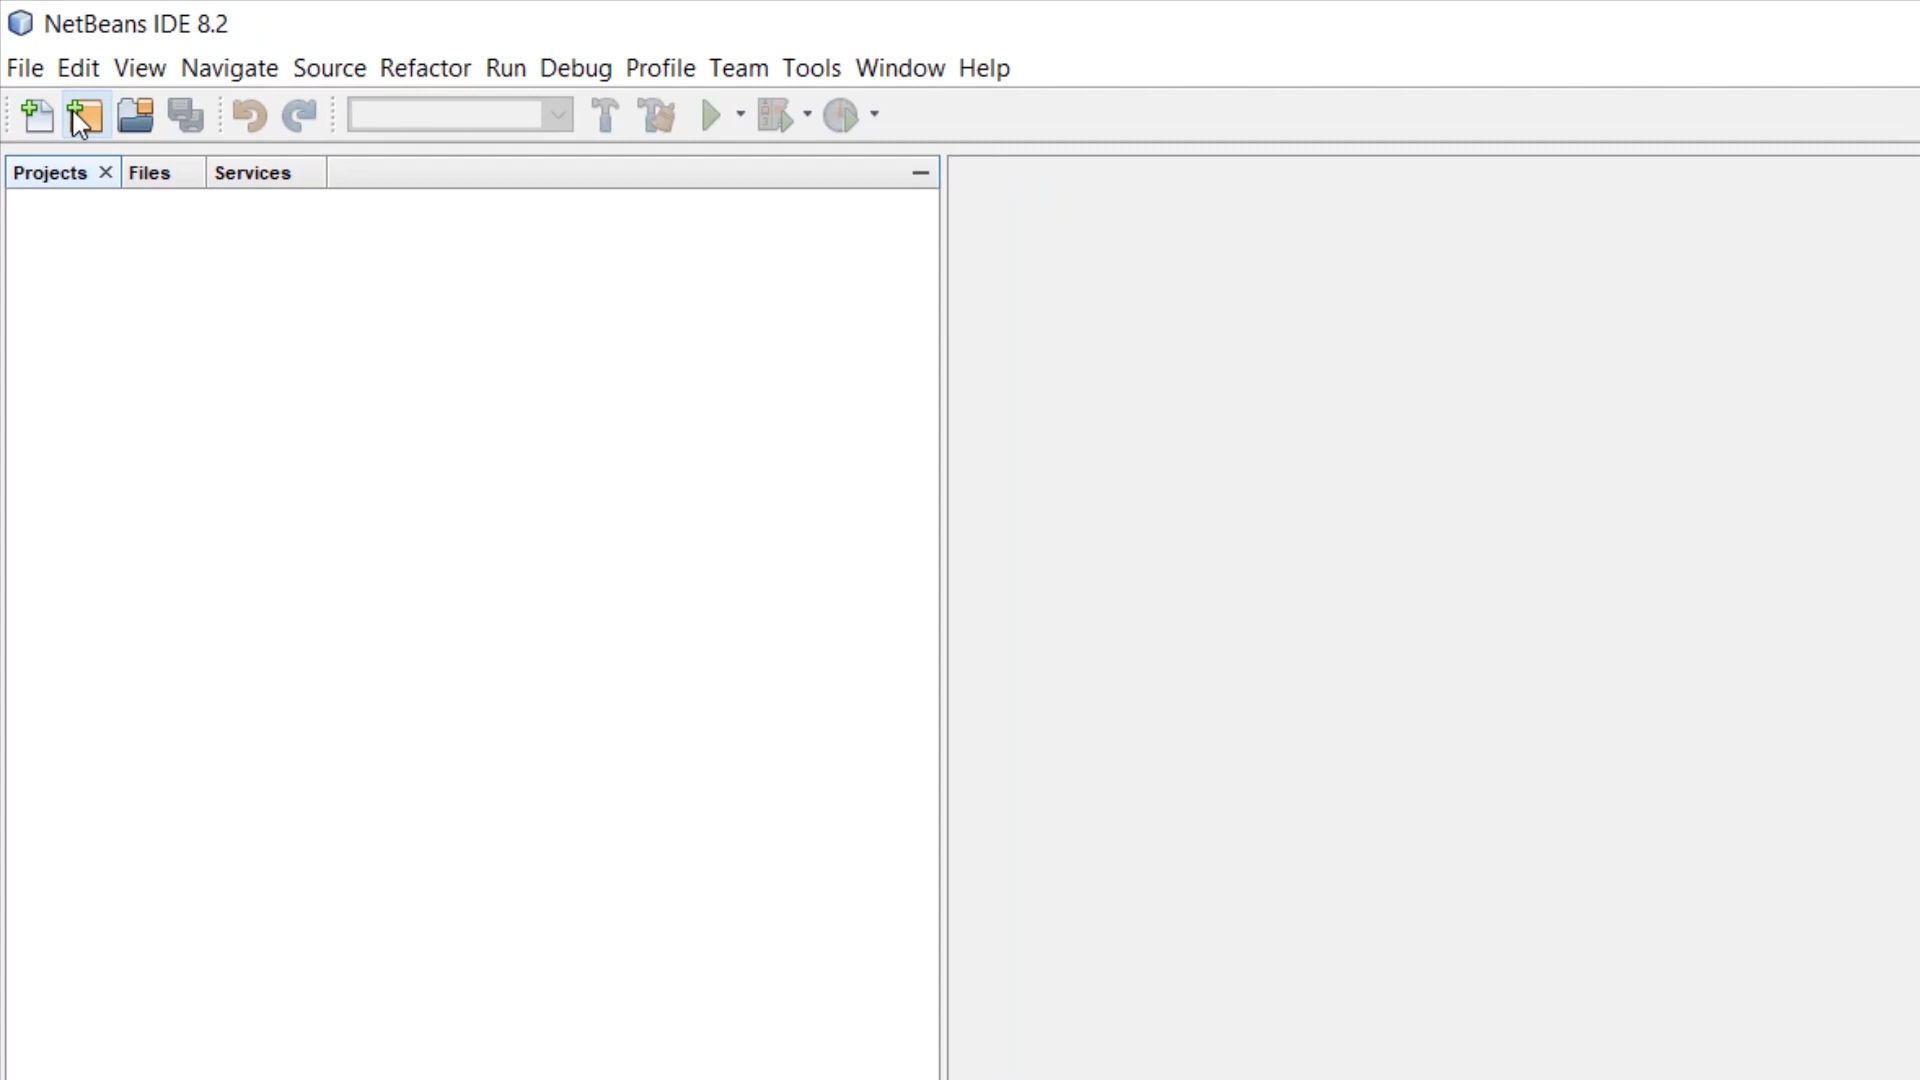 NetBeans IDE 8.2
File Edit View Navigate Source Refactor Run Debug Profile Team Tools Window Help
Projects Files Services